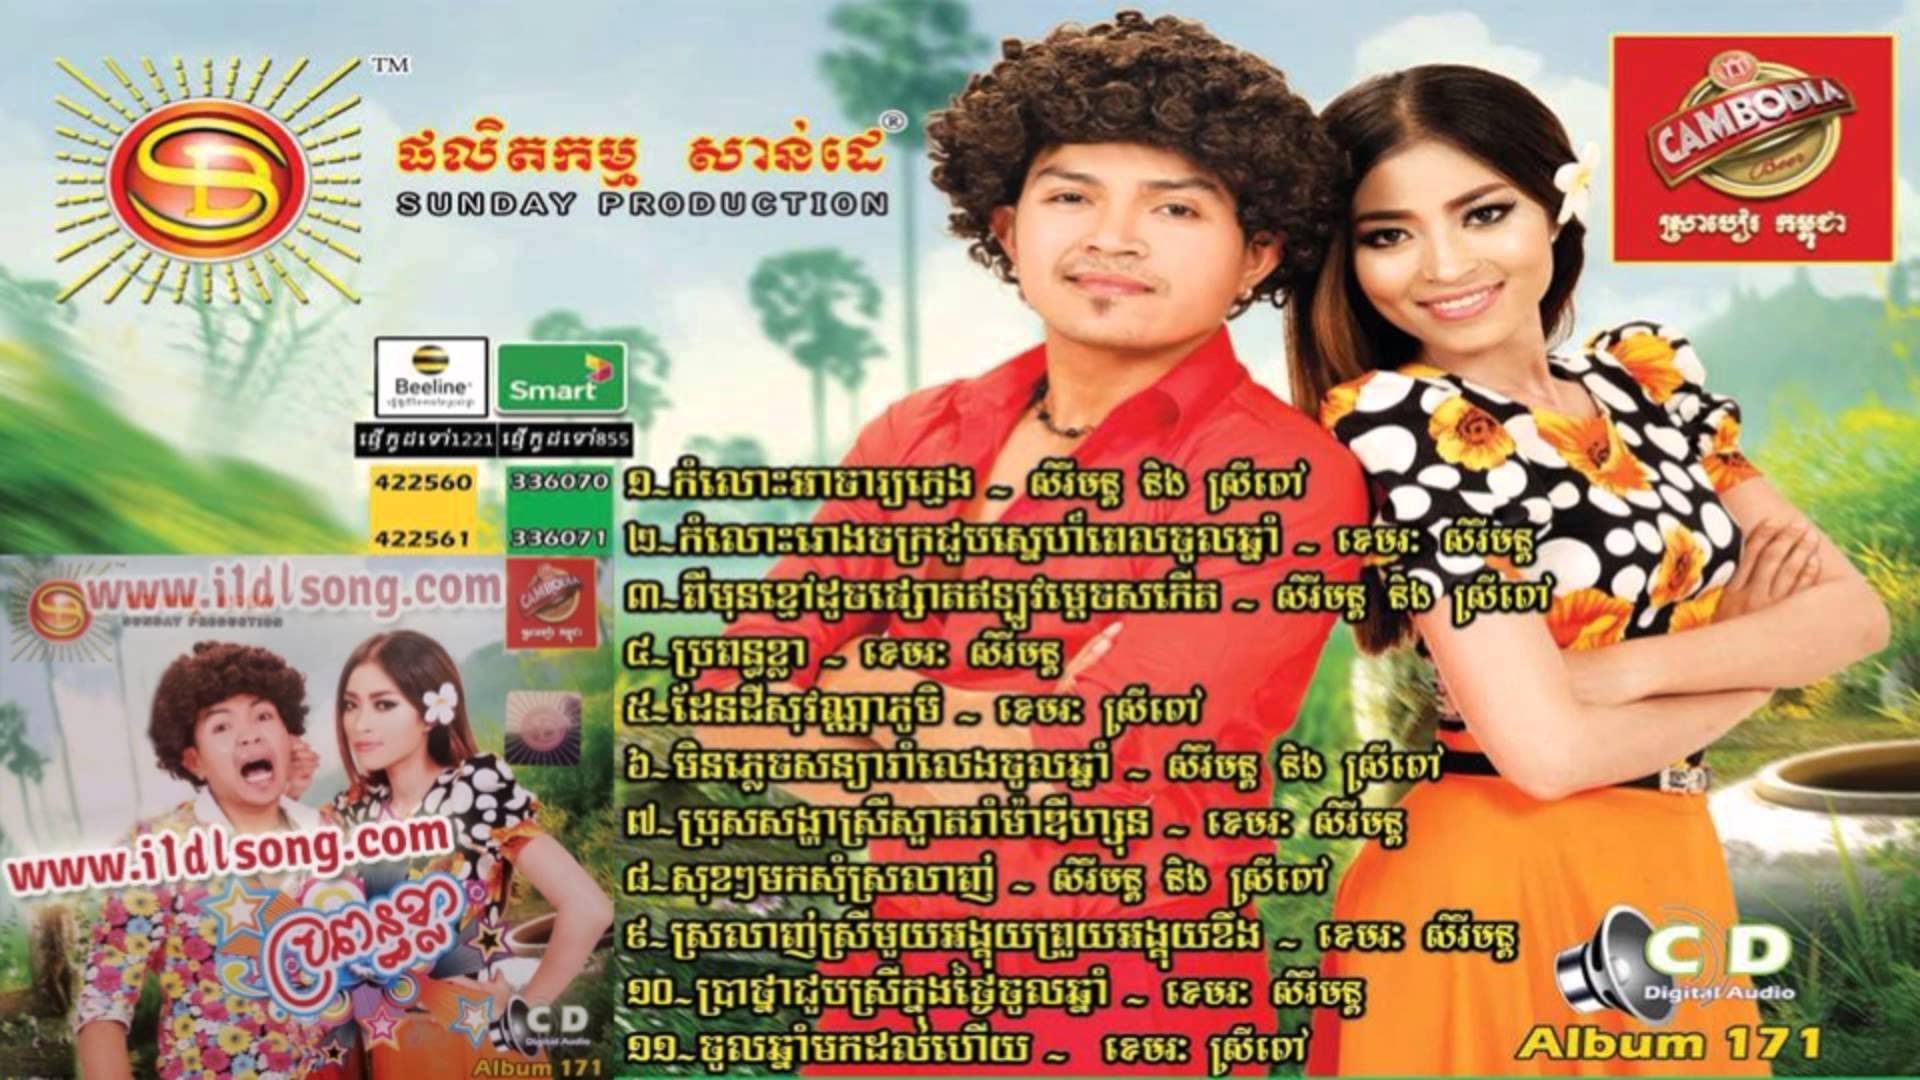 TM
ផលិតកម្ម សាន់ដេ®
SUNDAY PRODUCTION
CAMBODIA
Beer
ស្រាបៀរ កម្ពុជា
Beeline
Smart
ផ្ញើកូដទៅ1221 ផ្ញើកូដទៅ855
422560 336070
422561 336071
១~កំលោះអាចារ្យក្មេង ~ សិរីមន្ត និង ស្រីពៅ
២~កំលោះរោងចក្រជួបស្នេហ៍ពេលចូលឆ្នាំ ~ ខេមរៈ សិរីមន្ត
៣~ពីមុនខ្មៅដូចផ្សោតឥឡូវម្តេចសកើត ~ សិរីមន្ត និង ស្រីពៅ
៤~ប្រពន្ធខ្លា ~ ខេមរៈ សិរីមន្ត
៥~ដែនដីសុវណ្ណភូមិ ~ ខេមរៈ ស្រីពៅ
៦~មិនភ្លេចសន្យារាំលេងចូលឆ្នាំ ~ សិរីមន្ត និង ស្រីពៅ
៧~ប្រុសសង្ហាស្រីស្អាតរាំម៉ាឌីហ្សុន ~ ខេមរៈ សិរីមន្ត
៨~សុខៗមកសុំស្រលាញ់ ~ សិរីមន្ត និង ស្រីពៅ
៩~ស្រលាញ់ស្រីមួយអង្គុយព្រួយអង្គុយខឹង ~ ខេមរៈ សិរីមន្ត
១០~ប្រាថ្នាជួបស្រីក្នុងថ្ងៃចូលឆ្នាំ ~ ខេមរៈ សិរីមន្ត
១១~ចូលឆ្នាំមកដល់ហើយ ~ ខេមរៈ ស្រីពៅ
CD
Digital Audio
Album 171
www.i1dlsong.com
SUNDAY PRODUCTION
CAMBODIA
www.i1dlsong.com
ប្រពន្ធខ្លា
CD
Digital Audio
Album 171